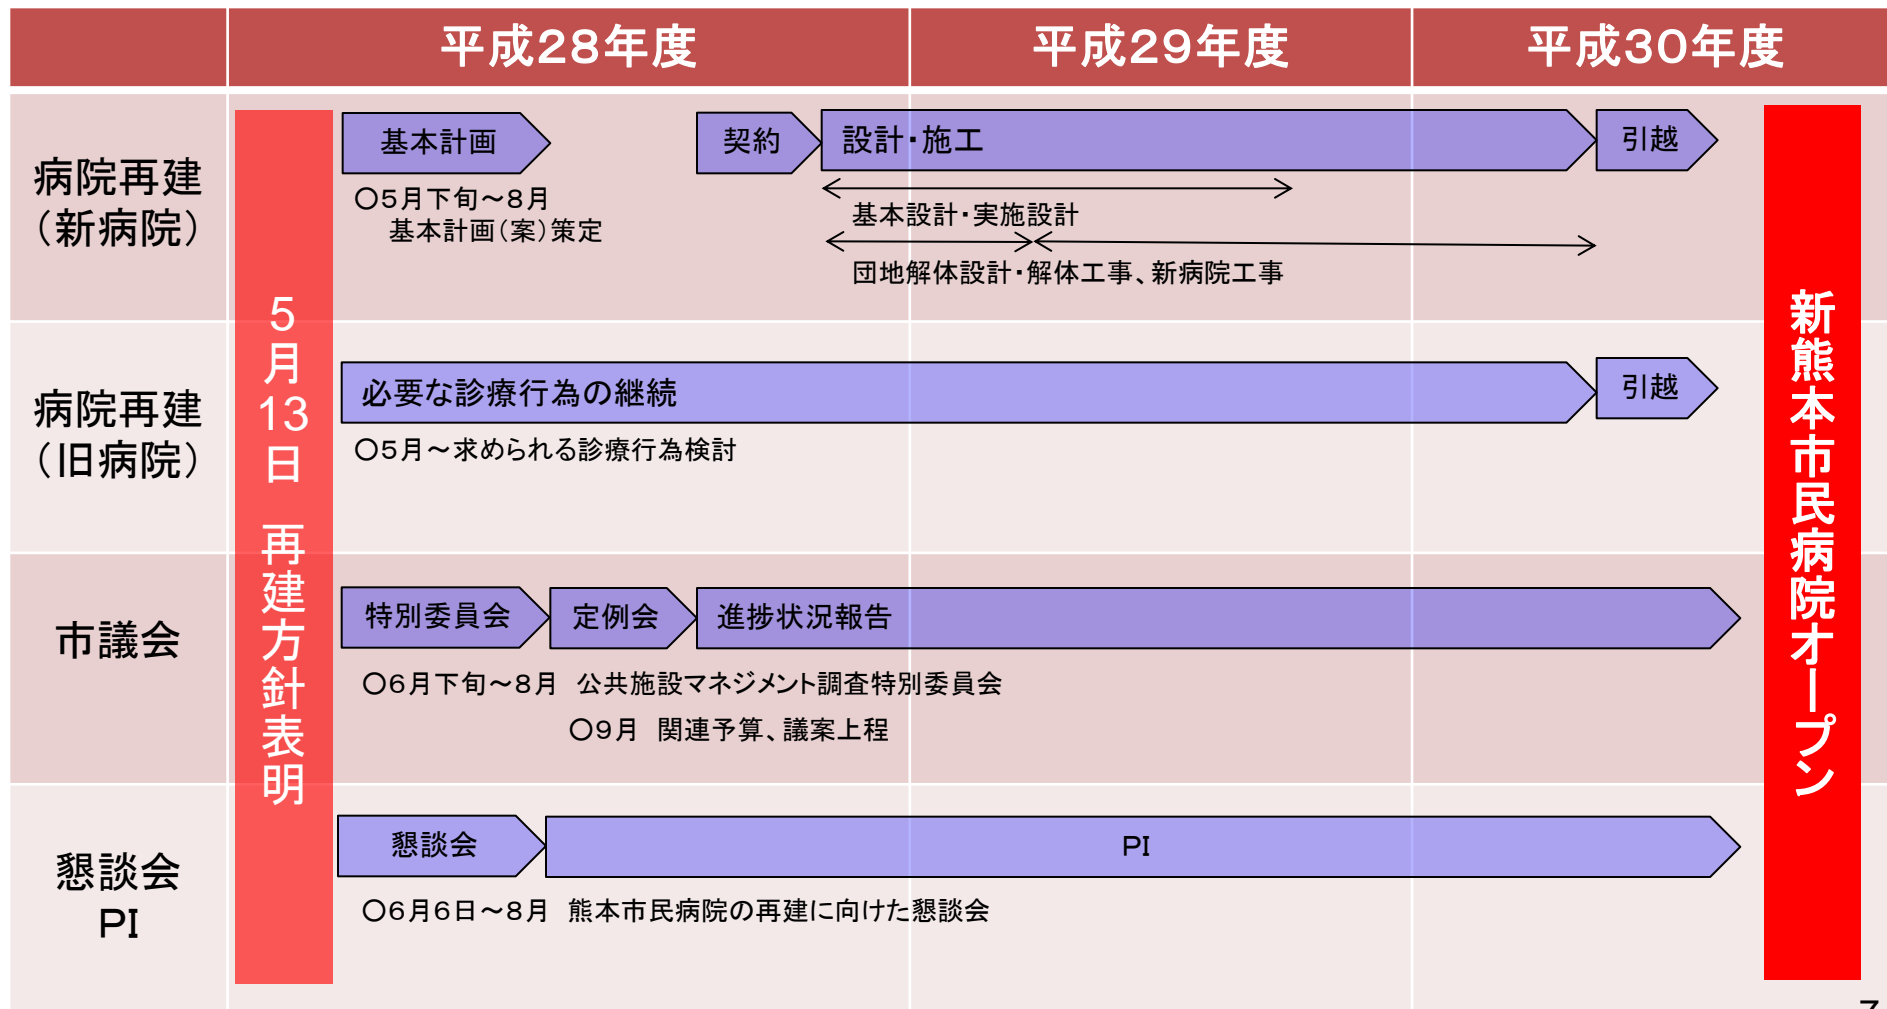 平成28年度
平成29年度
平成30年度
5月13日 再建方針表明
病院再建
（新病院）
基本計画
契約
設計・施工
引越
〇5月下旬～8月
基本計画（案）策定
基本設計・実施設計
団地解体設計・解体工事、新病院工事
病院再建
（旧病院）
必要な診療行為の継続
引越
〇5月～求められる診療行為検討
市議会
特別委員会
定例会
進捗状況報告
〇6月下旬～8月 公共施設マネジメント調査特別委員会
〇9月 関連予算、議案上程
懇談会
PI
懇談会
PI
〇6月6日～8月 熊本市民病院の再建に向けた懇談会
新熊本市民病院オープン